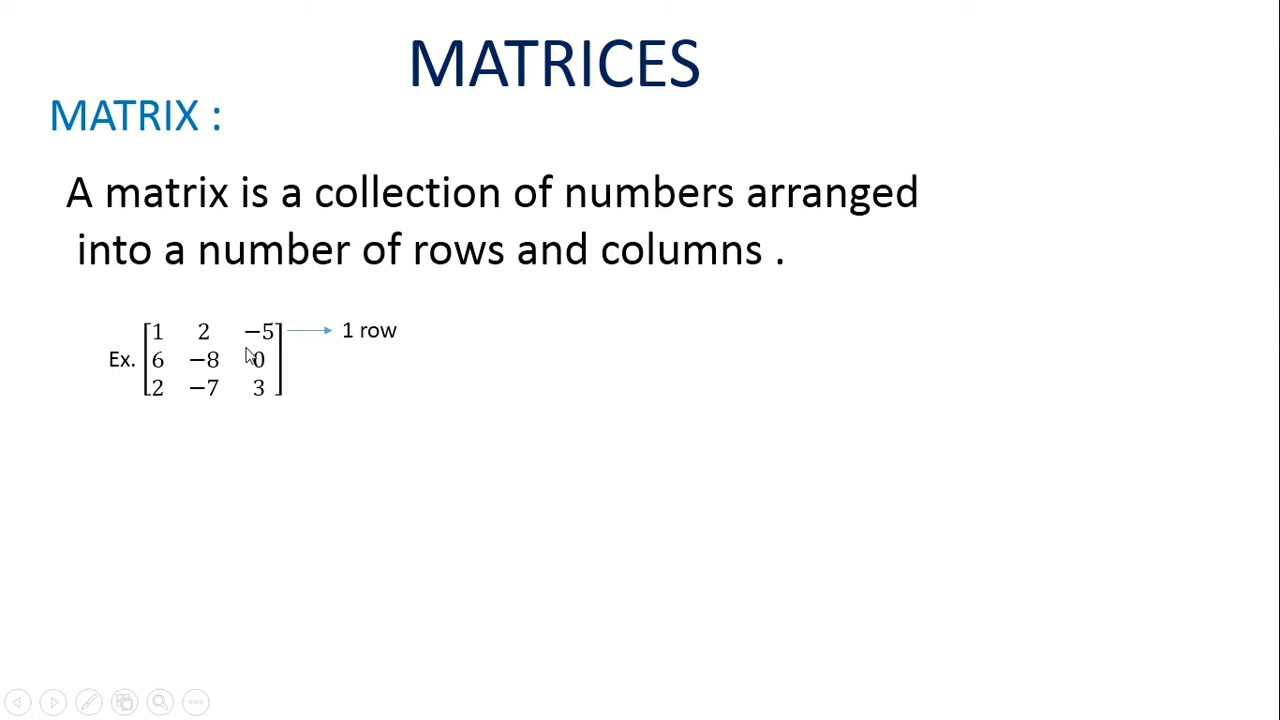 MATRICES
MATRIX :
A matrix is a collection of numbers arranged
into a number of rows and columns .
1 2 −5 1 row
Ex. 6 −8 0
2 −7 3